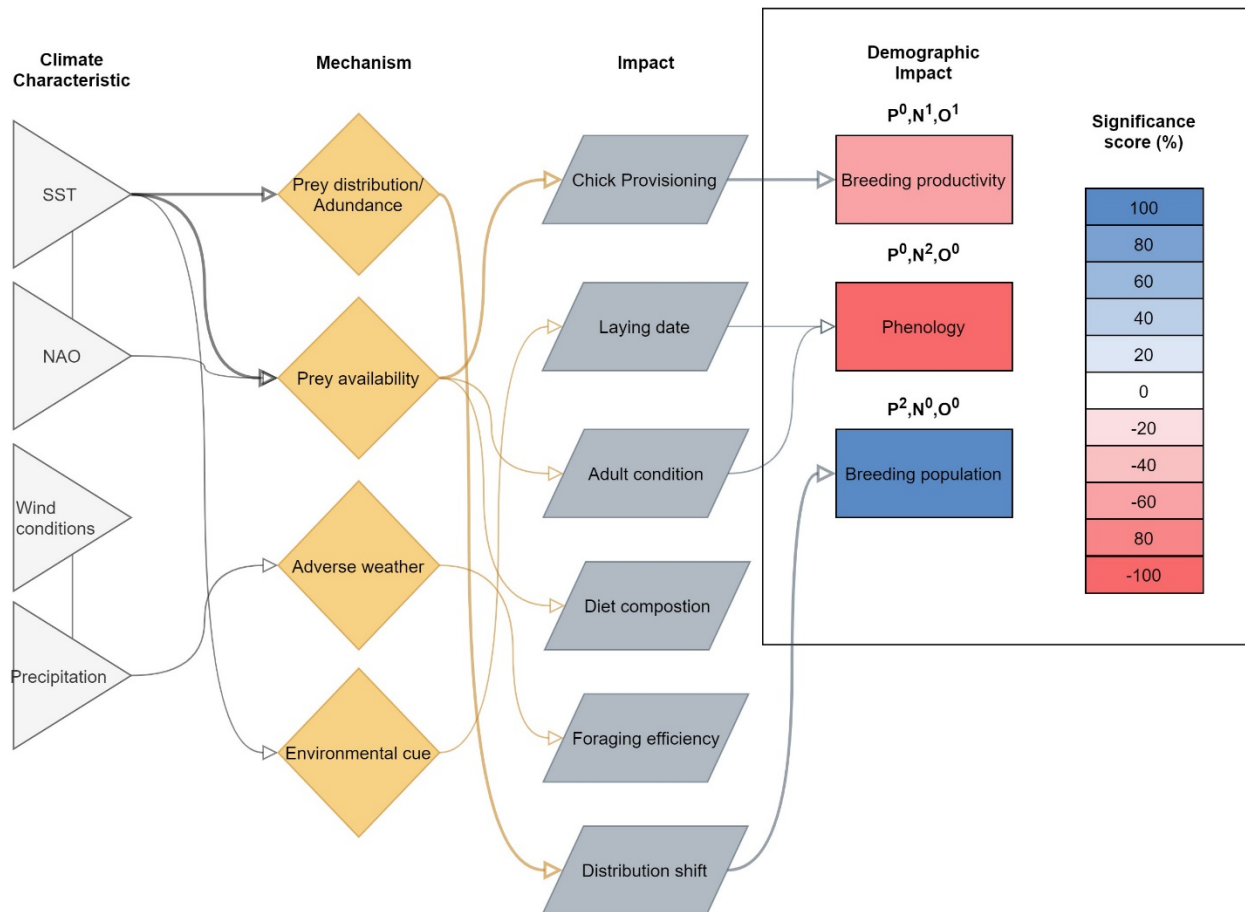 Climate
Characteristic
Mechanism
Impact
Demographic
Impact
SST
NAO
Wind
conditions
Precipitation
Prey distribution/
Adundance
Prey availability
Adverse weather
Environmental cue
Chick Provisioning
Laying date
Adult condition
Diet compostion
Foraging efficiency
Distribution shift
P⁰,N¹,O¹
Breeding productivity
P⁰,N²,O⁰
Phenology
P²,N⁰,O⁰
Breeding population
Significance
score (%)
100
80
60
40
20
0
-20
-40
-60
80
-100